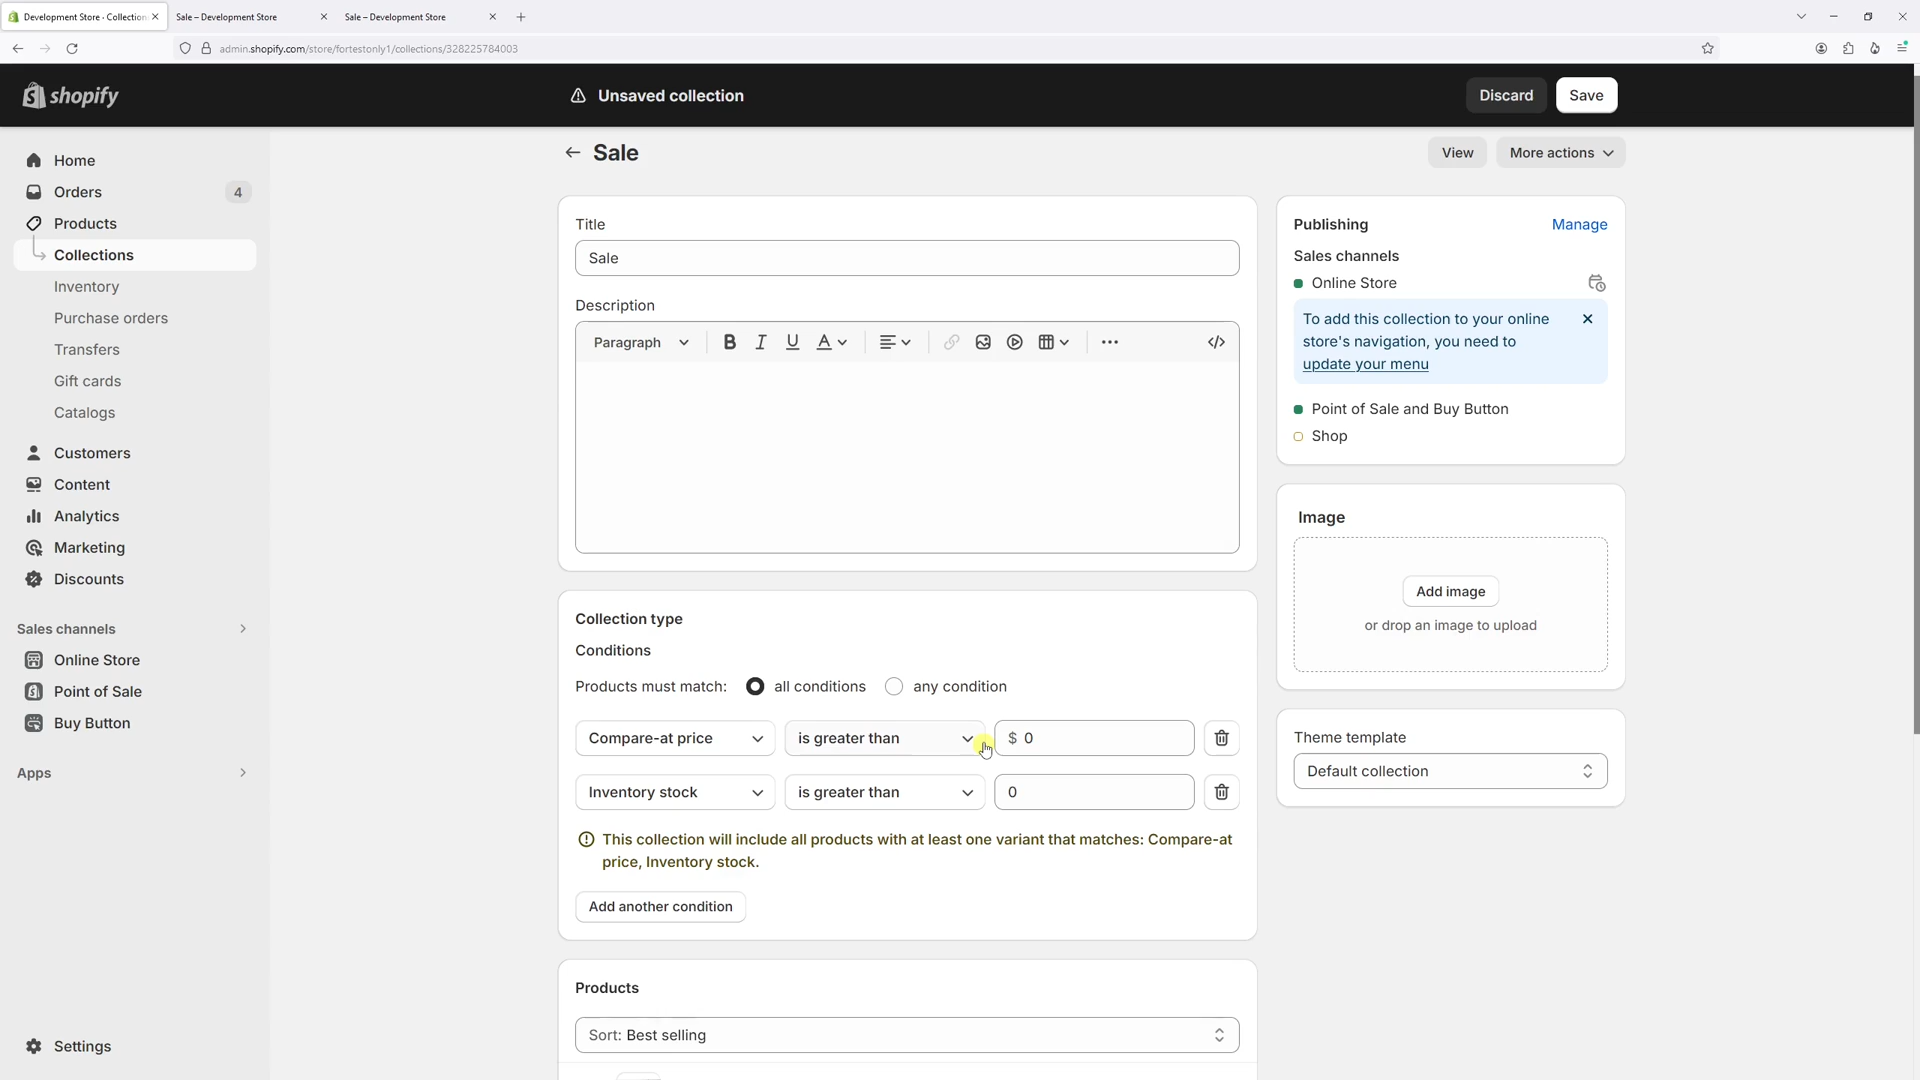 Development Store · Collection
Sale – Development Store
Sale – Development Store
admin.shopify.com/store/fortestonly1/collections/328225784003
shopify
Unsaved collection
Discard
Save
Home
Orders
4
Products
Collections
Inventory
Purchase orders
Transfers
Gift cards
Catalogs
Customers
Content
Analytics
Marketing
Discounts
Sales channels
Online Store
Point of Sale
Buy Button
Apps
Settings
Sale
View
More actions
Title
Sale
Description
Paragraph
Collection type
Conditions
Products must match:
all conditions
any condition
Compare-at price
is greater than
$ 0
Inventory stock
is greater than
0
This collection will include all products with at least one variant that matches: Compare-at
price, Inventory stock.
Add another condition
Products
Sort: Best selling
Publishing
Manage
Sales channels
Online Store
To add this collection to your online
store's navigation, you need to
update your menu
Point of Sale and Buy Button
Shop
Image
Add image
or drop an image to upload
Theme template
Default collection